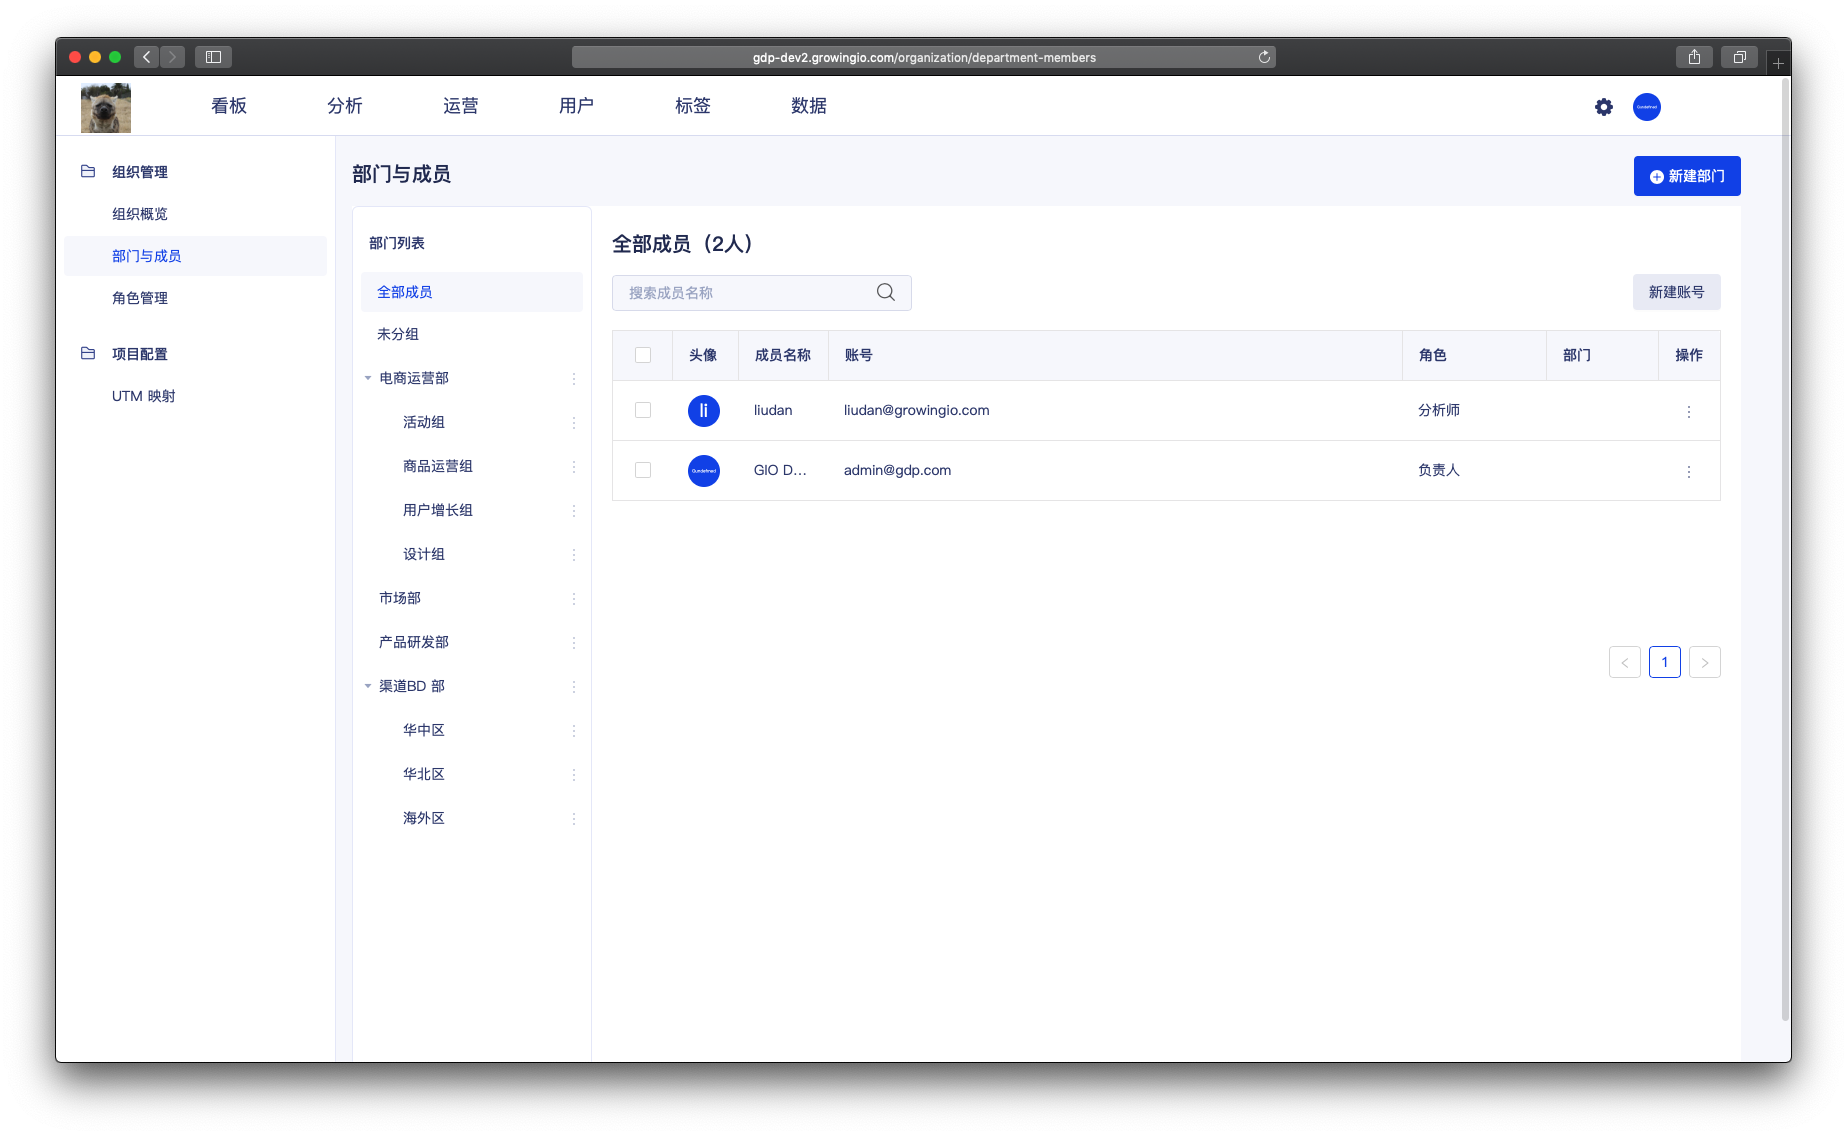 gdp-dev2.growingio.com/organization/department-members
看板 分析 运营 用户 标签 数据
组织管理
组织概览
部门与成员
角色管理
项目配置
UTM 映射
部门与成员
新建部门
部门列表
全部成员
未分组
电商运营部
活动组
商品运营组
用户增长组
设计组
市场部
产品研发部
渠道BD 部
华中区
华北区
海外区
全部成员（2人）
搜索成员名称
新建账号
头像 成员名称 账号 角色 部门 操作
li liudan liudan@growingio.com 分析师
Gundefined GIO D... admin@gdp.com 负责人
< 1 >